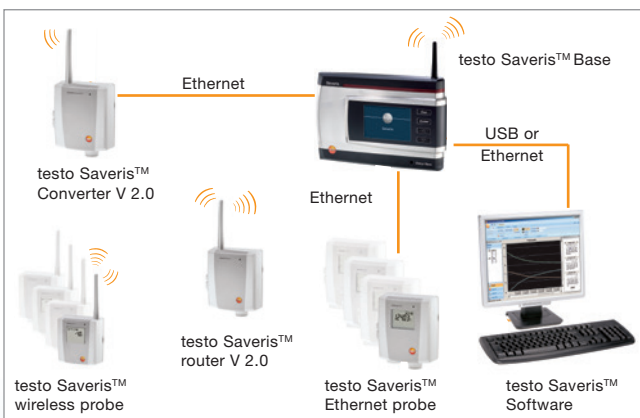 testo Saveris™ Base
Ethernet
USB or
Ethernet
testo Saveris™
Converter V 2.0
Ethernet
testo Saveris™
router V 2.0
testo Saveris™
wireless probe
testo Saveris™
Ethernet probe
testo Saveris™
Software